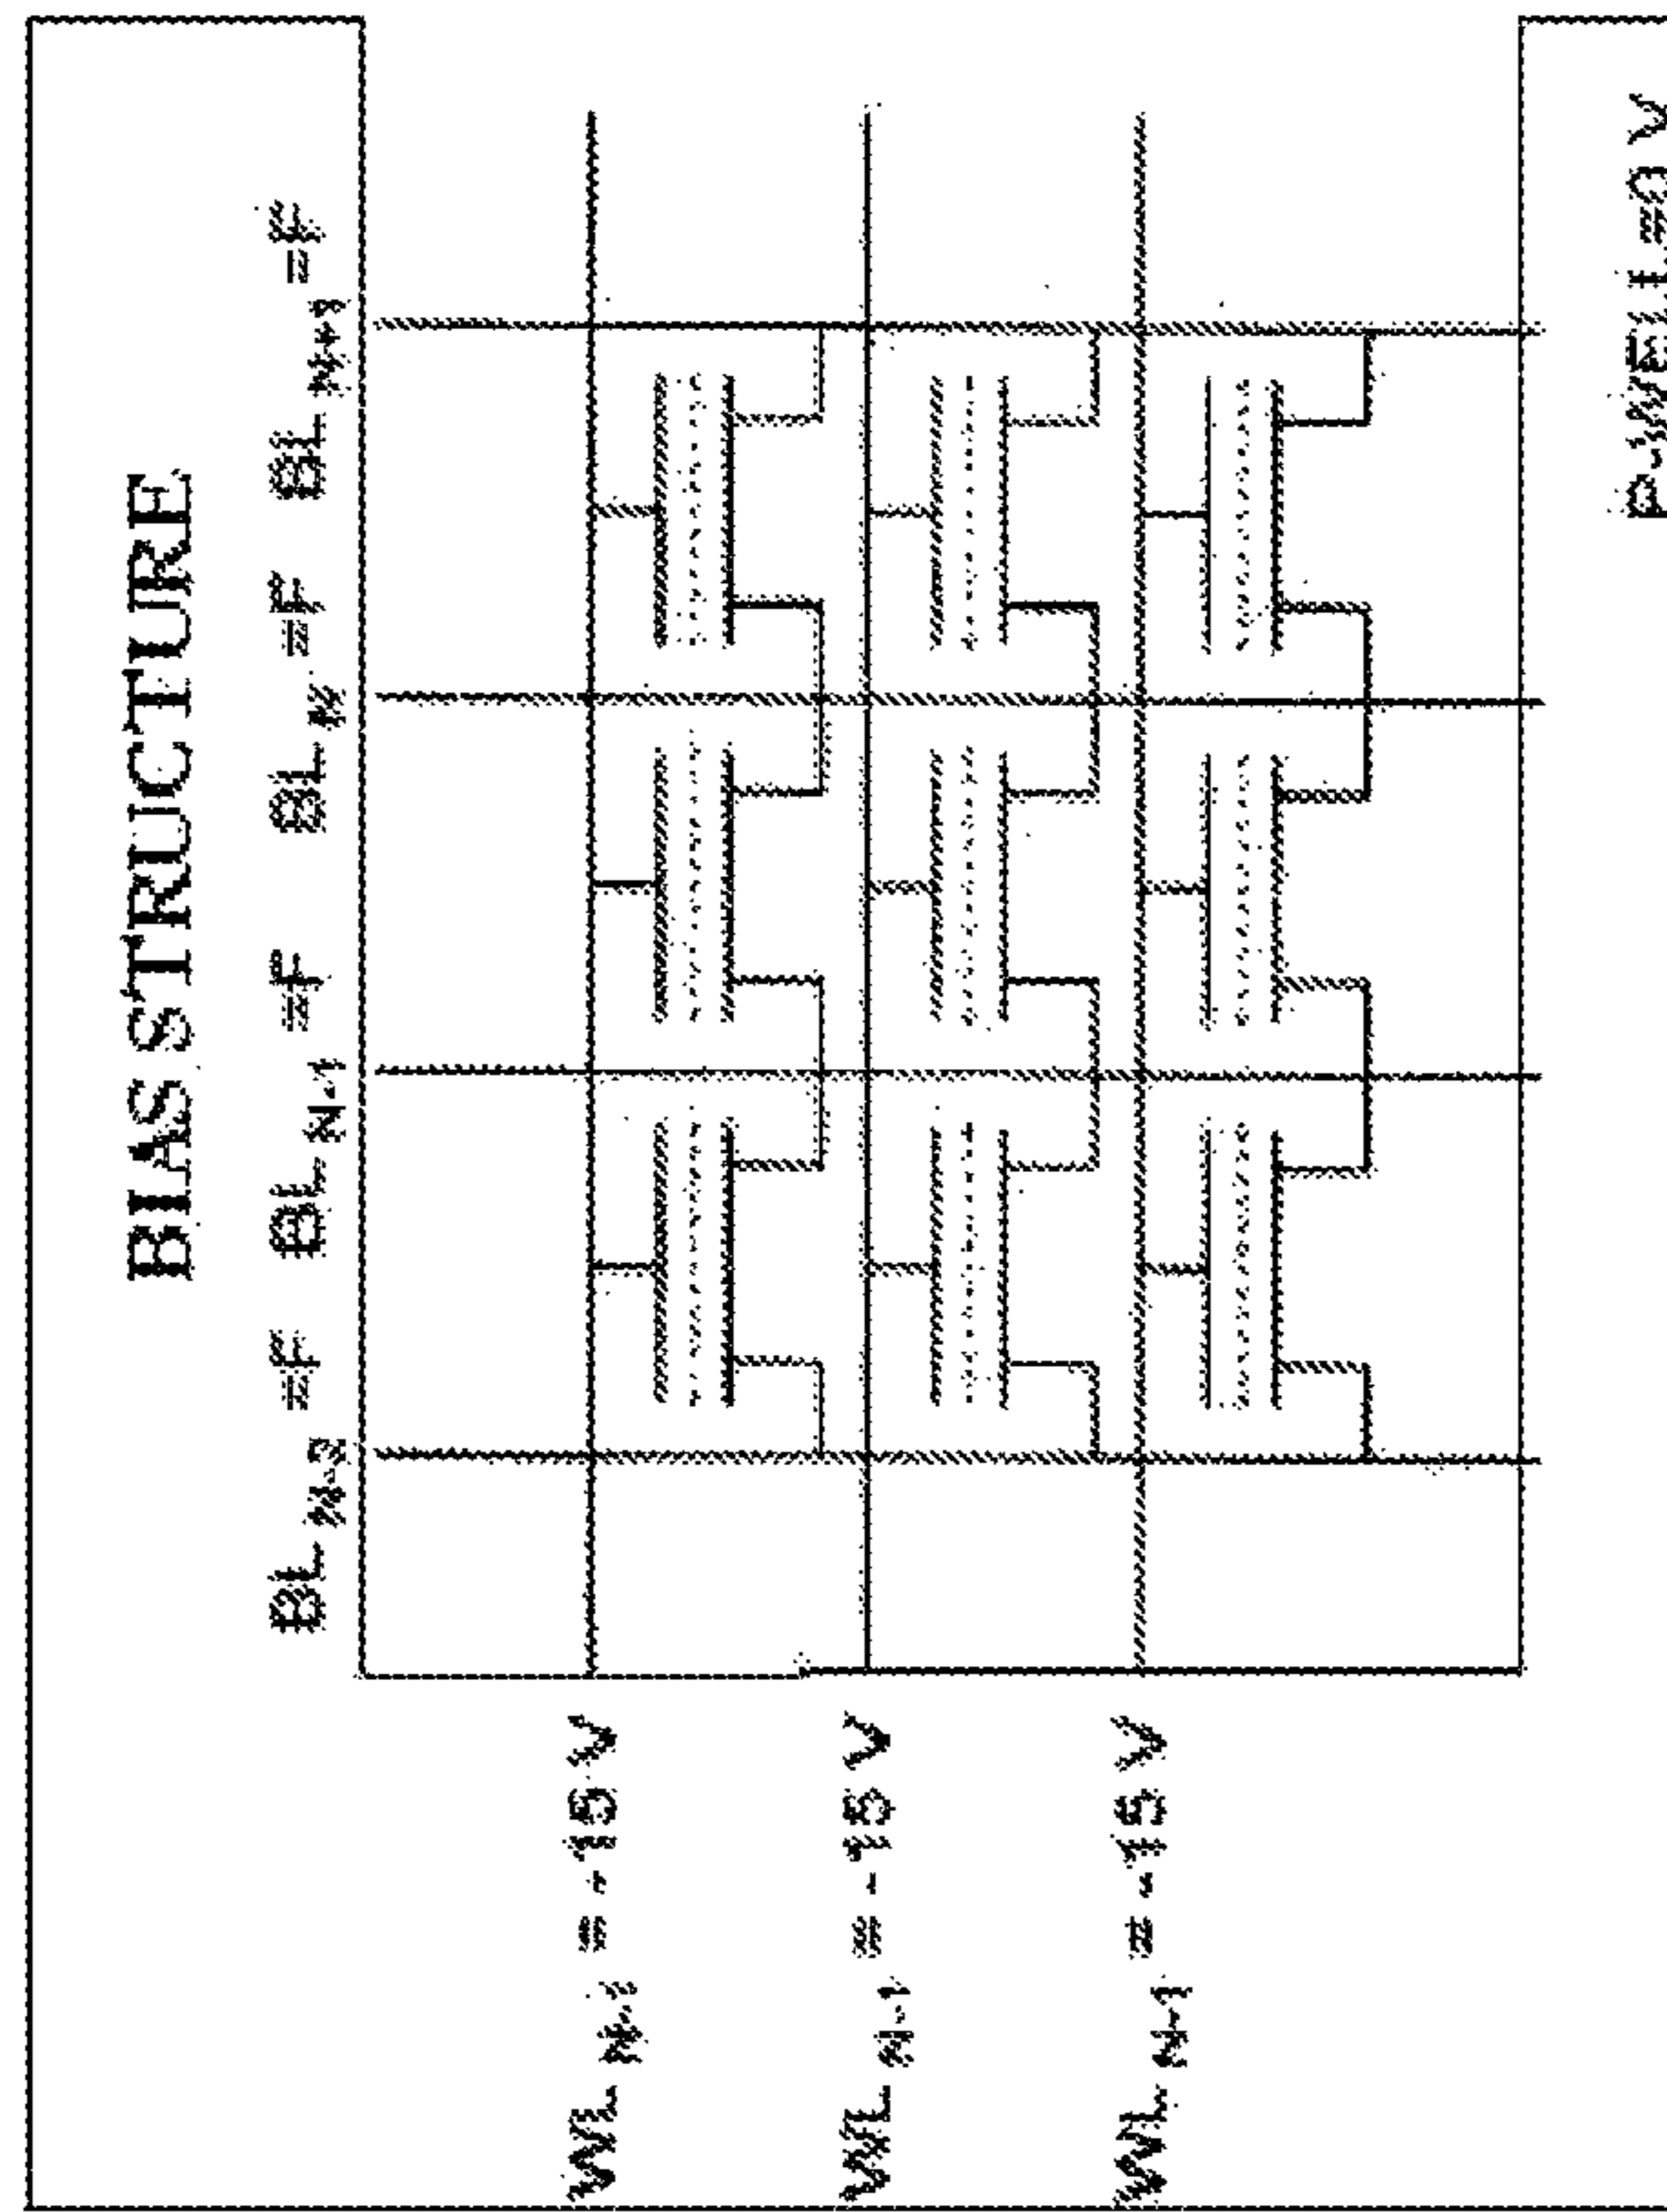 BIAS STRUCTURE
BL N-2 =F BL N-1 =F BL N =F BL N+1 =F
WL N-1 = -15 V
WL N-1 = -15 V
WL N-1 = -15 V
P-WELL=0 V